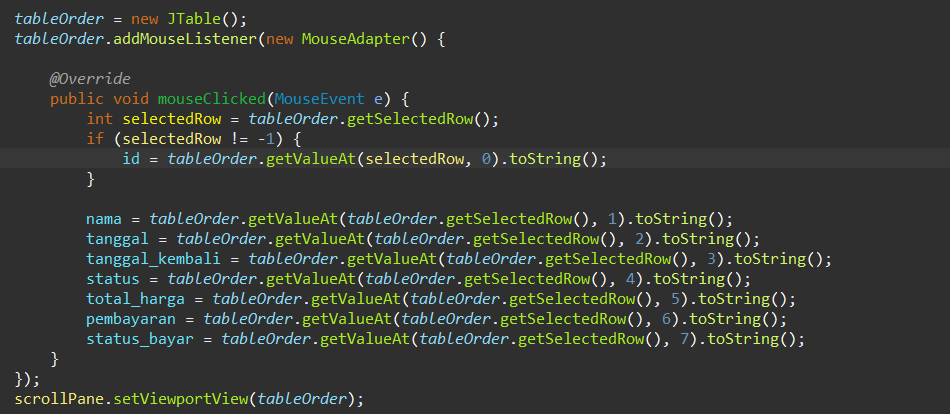 tableOrder = new JTable();
tableOrder.addMouseListener(new MouseAdapter() {
@Override
public void mouseClicked(MouseEvent e) {
int selectedRow = tableOrder.getSelectedRow();
if (selectedRow != -1) {
id = tableOrder.getValueAt(selectedRow, 0).toString();
}
nama = tableOrder.getValueAt(tableOrder.getSelectedRow(), 1).toString();
tanggal = tableOrder.getValueAt(tableOrder.getSelectedRow(), 2).toString();
tanggal_kembali = tableOrder.getValueAt(tableOrder.getSelectedRow(), 3).toString();
status = tableOrder.getValueAt(tableOrder.getSelectedRow(), 4).toString();
total_harga = tableOrder.getValueAt(tableOrder.getSelectedRow(), 5).toString();
pembayaran = tableOrder.getValueAt(tableOrder.getSelectedRow(), 6).toString();
status_bayar = tableOrder.getValueAt(tableOrder.getSelectedRow(), 7).toString();
}
});
scrollPane.setViewportView(tableOrder);